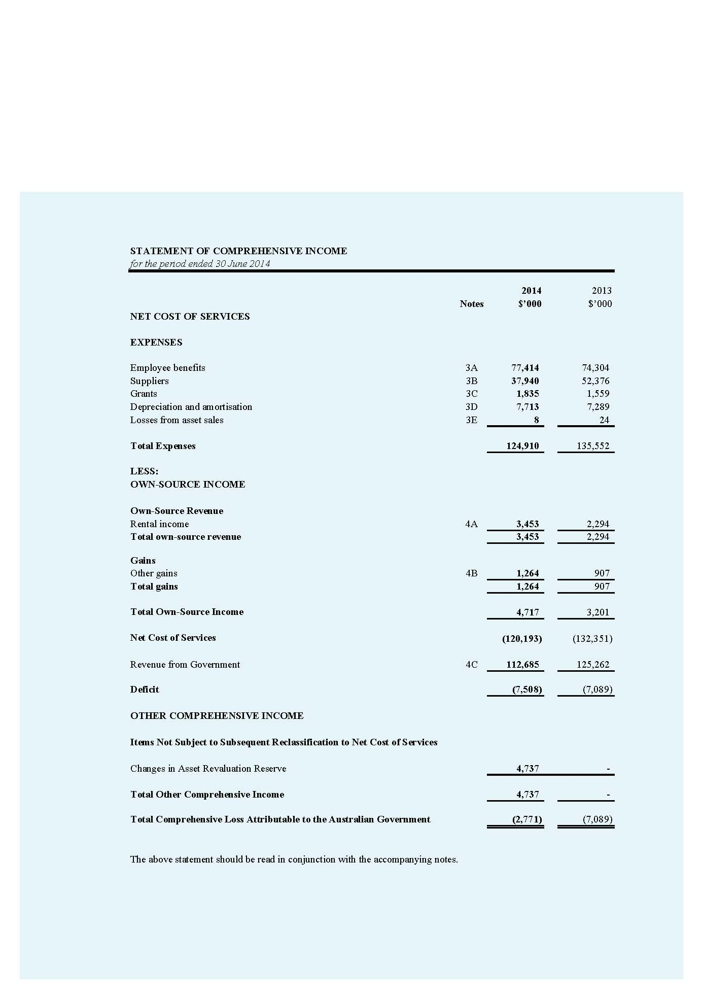 STATEMENT OF COMPREHENSIVE INCOME
for the period ended 30 June 2014
2014 2013
Notes $’000 $’000
NET COST OF SERVICES
EXPENSES
Employee benefits 3A 77,414 74,304
Suppliers 3B 37,940 52,376
Grants 3C 1,835 1,559
Depreciation and amortisation 3D 7,713 7,289
Losses from asset sales 3E 8 24
Total Expenses 124,910 135,552
LESS:
OWN-SOURCE INCOME
Own-Source Revenue
Rental income 4A 3,453 2,294
Total own-source revenue 3,453 2,294
Gains
Other gains 4B 1,264 907
Total gains 1,264 907
Total Own-Source Income 4,717 3,201
Net Cost of Services (120,193) (132,351)
Revenue from Government 4C 112,685 125,262
Deficit (7,508) (7,089)
OTHER COMPREHENSIVE INCOME
Items Not Subject to Subsequent Reclassification to Net Cost of Services
Changes in Asset Revaluation Reserve 4,737 -
Total Other Comprehensive Income 4,737 -
Total Comprehensive Loss Attributable to the Australian Government (2,771) (7,089)
The above statement should be read in conjunction with the accompanying notes.